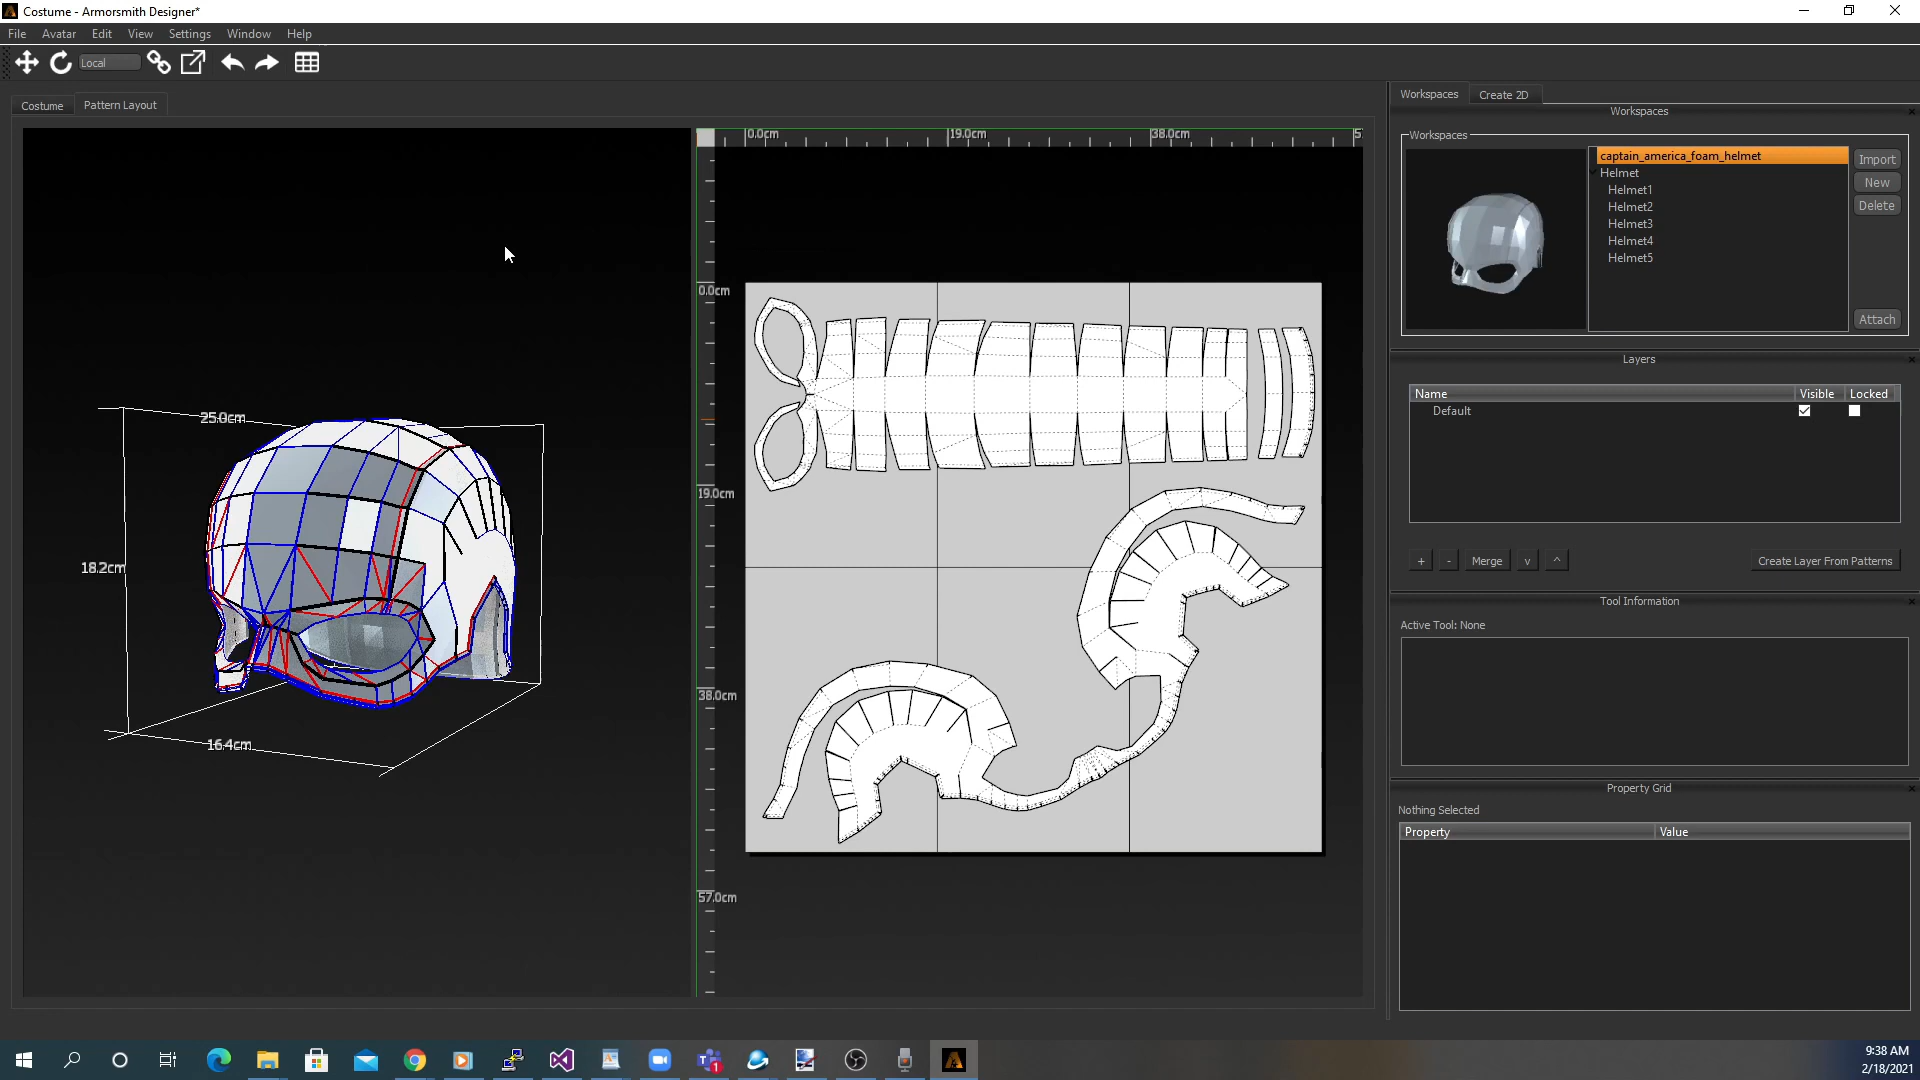 Costume - Armorsmith Designer*
File Avatar Edit View Settings Window Help
Local
Costume Pattern Layout
Workspaces Create 2D
Workspaces
Workspaces
captain_america_foam_helmet
Helmet
Helmet1
Helmet2
Helmet3
Helmet4
Helmet5
Import
New
Delete
Attach
0.0cm 19.0cm 38.0cm 5
0.0cm
19.0cm
38.0cm
57.0cm
25.0cm
18.2cm
16.4cm
Layers
Name Visible Locked
Default
+ - Merge v ^ Create Layer From Patterns
Tool Information
Active Tool: None
Property Grid
Nothing Selected
Property Value
1
9:38 AM
2/18/2021